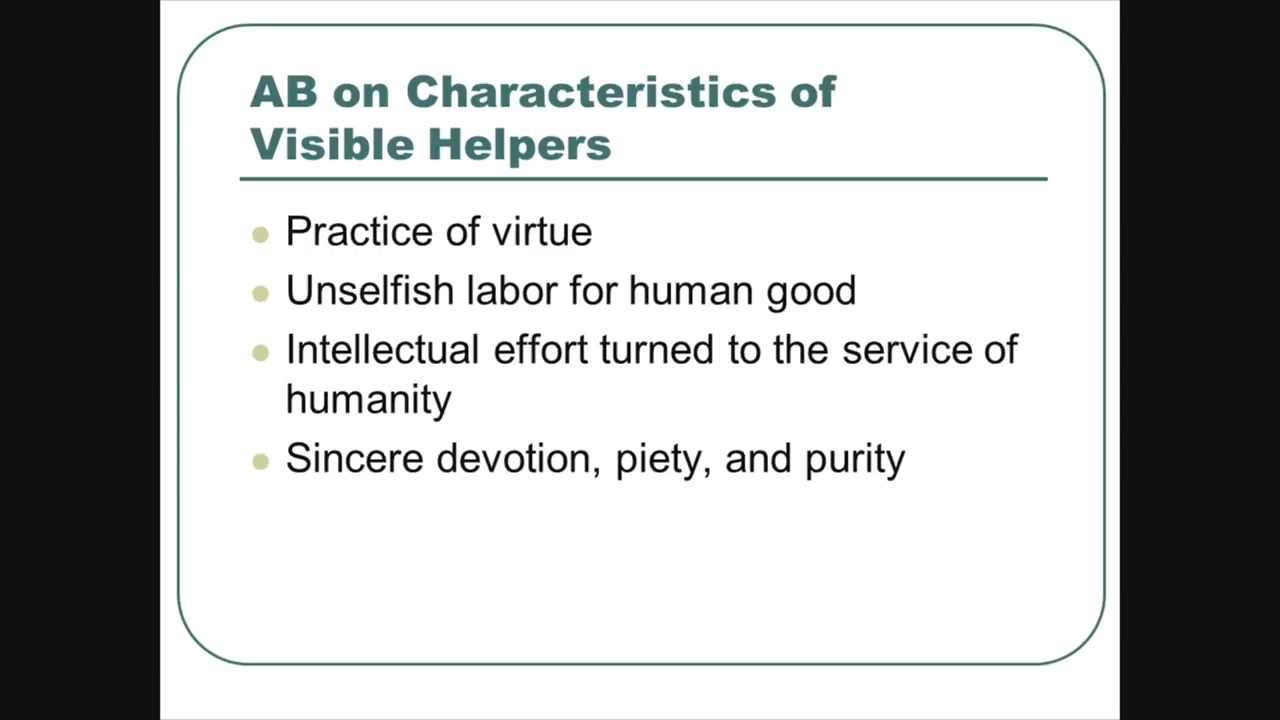 AB on Characteristics of
Visible Helpers
Practice of virtue
Unselfish labor for human good
Intellectual effort turned to the service of
humanity
Sincere devotion, piety, and purity